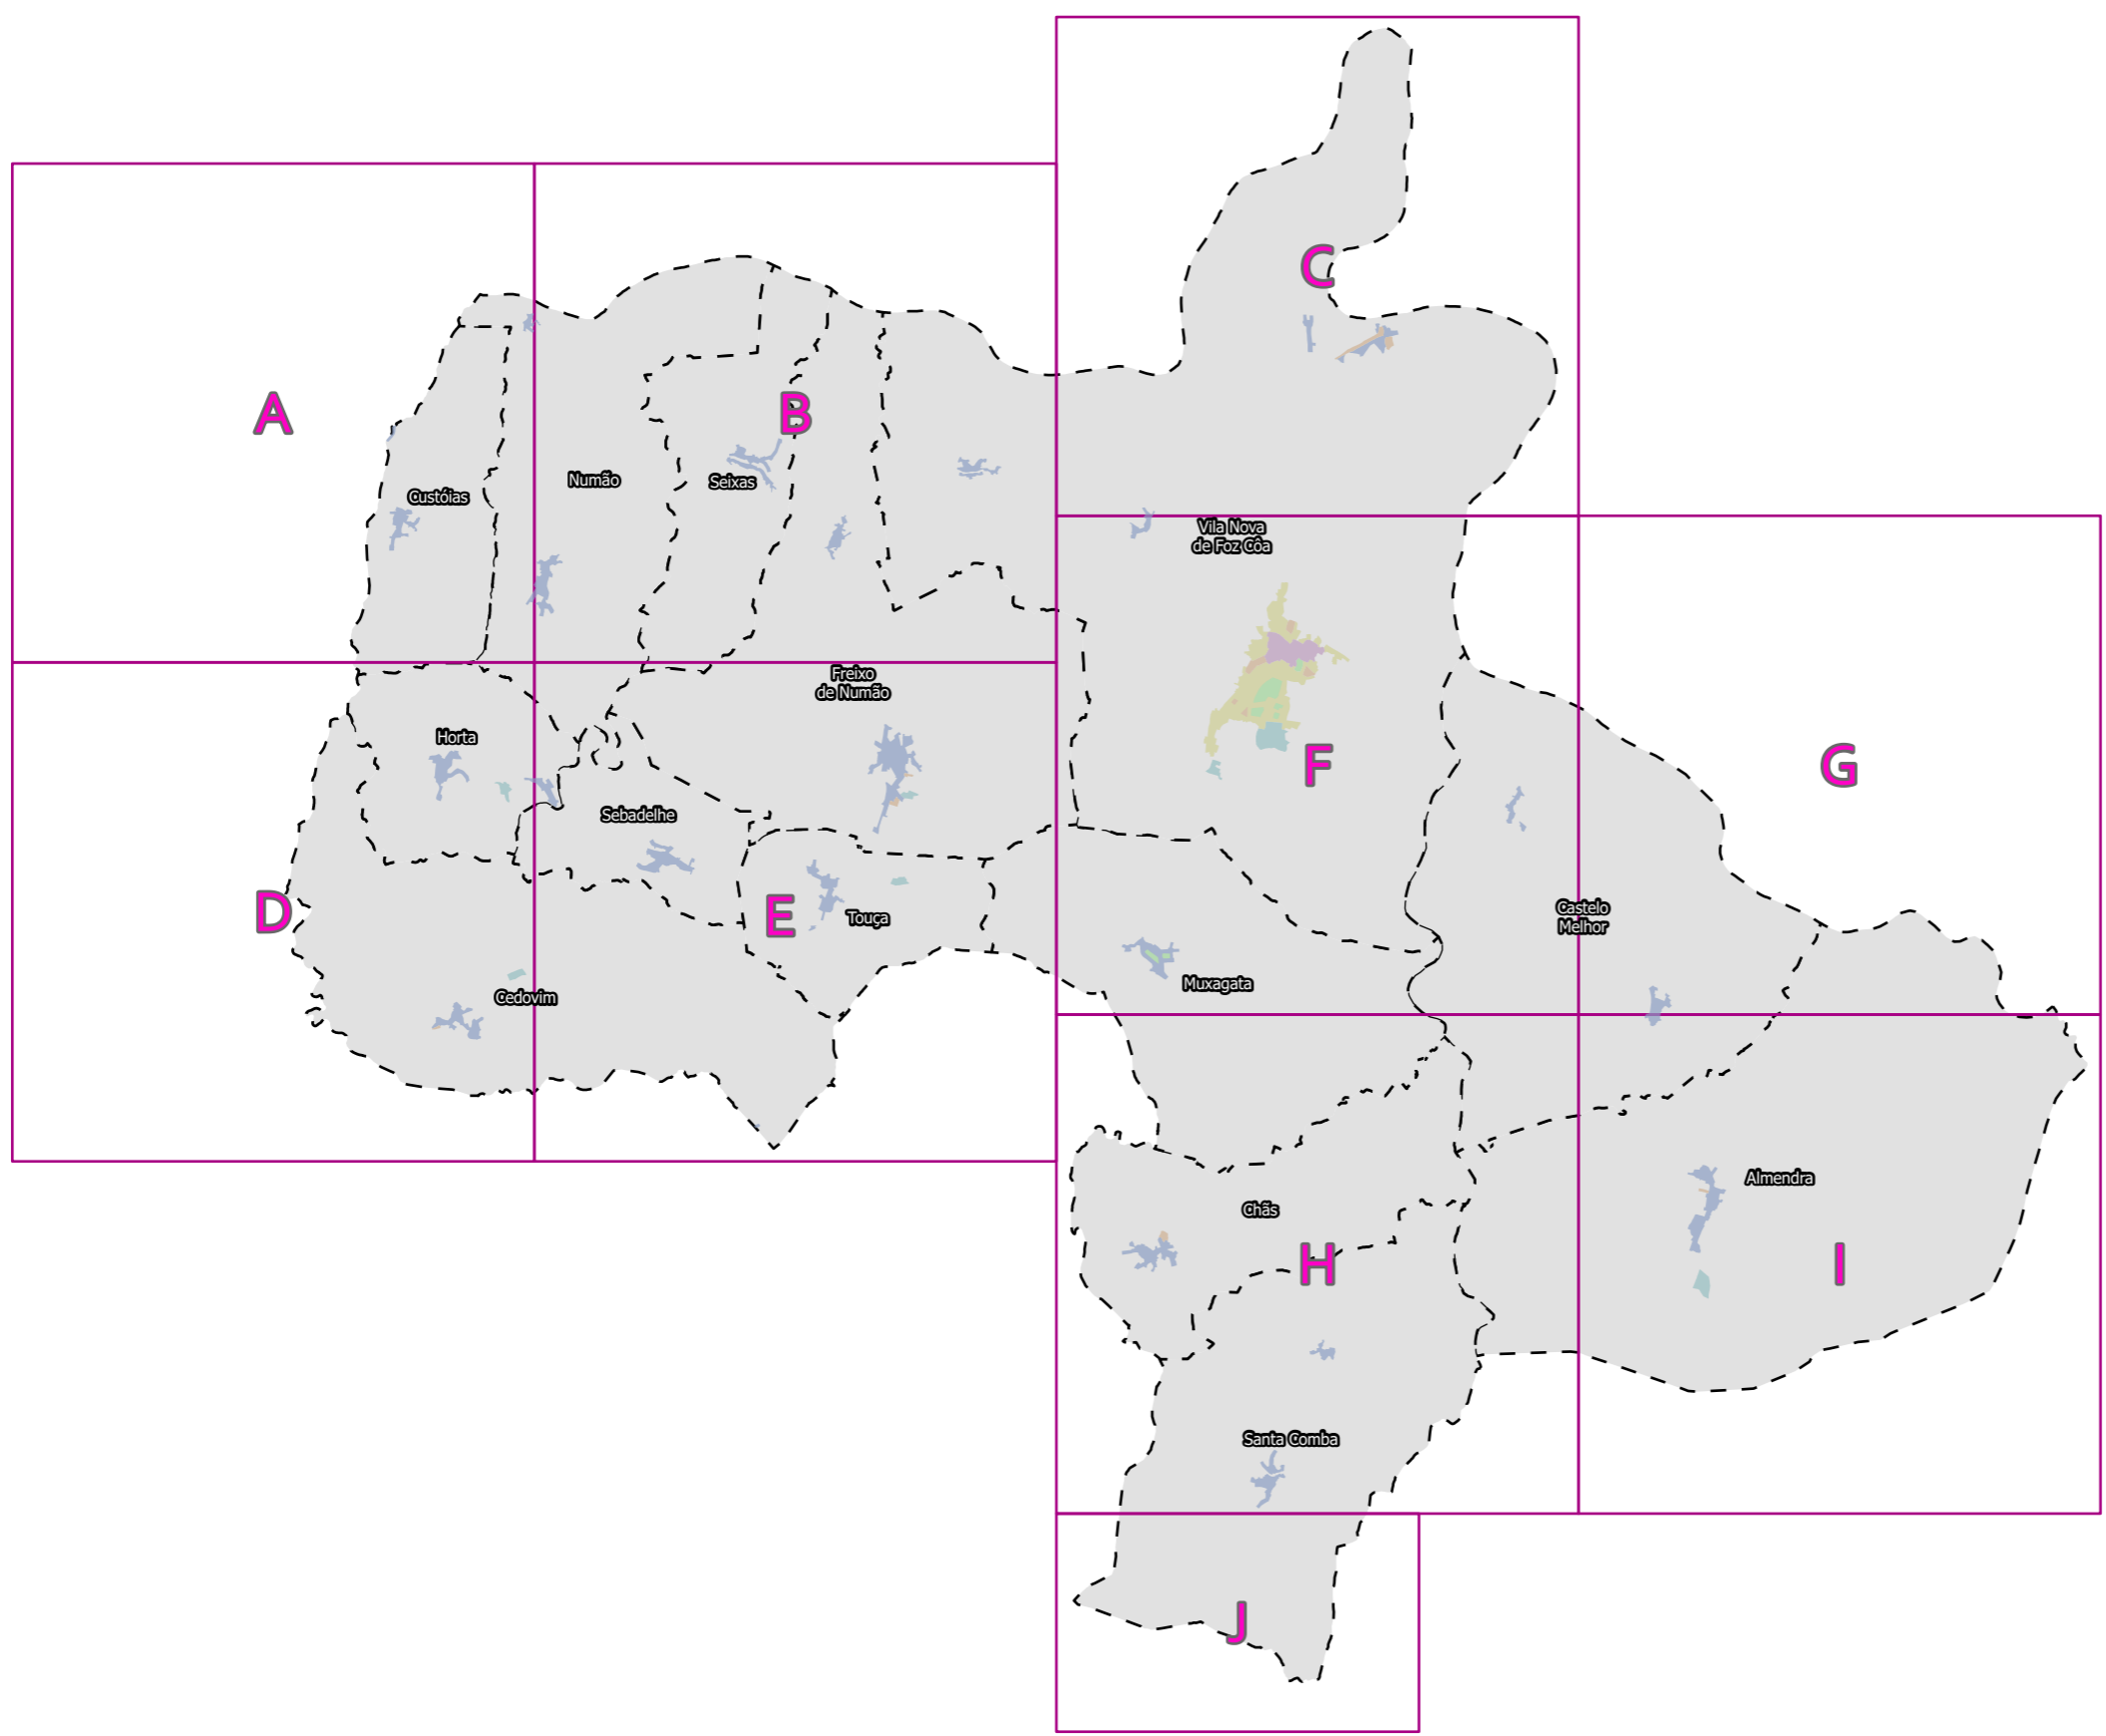 C
A
B
Numão
Seixas
Custóias
Vila Nova
de Foz Côa
Freixo
de Numão
Horta
F
G
Sebadelhe
D
E
Touça
Castelo
Melhor
Muxagata
Cedovim
Almendra
Chãs
H
I
Santa Comba
J